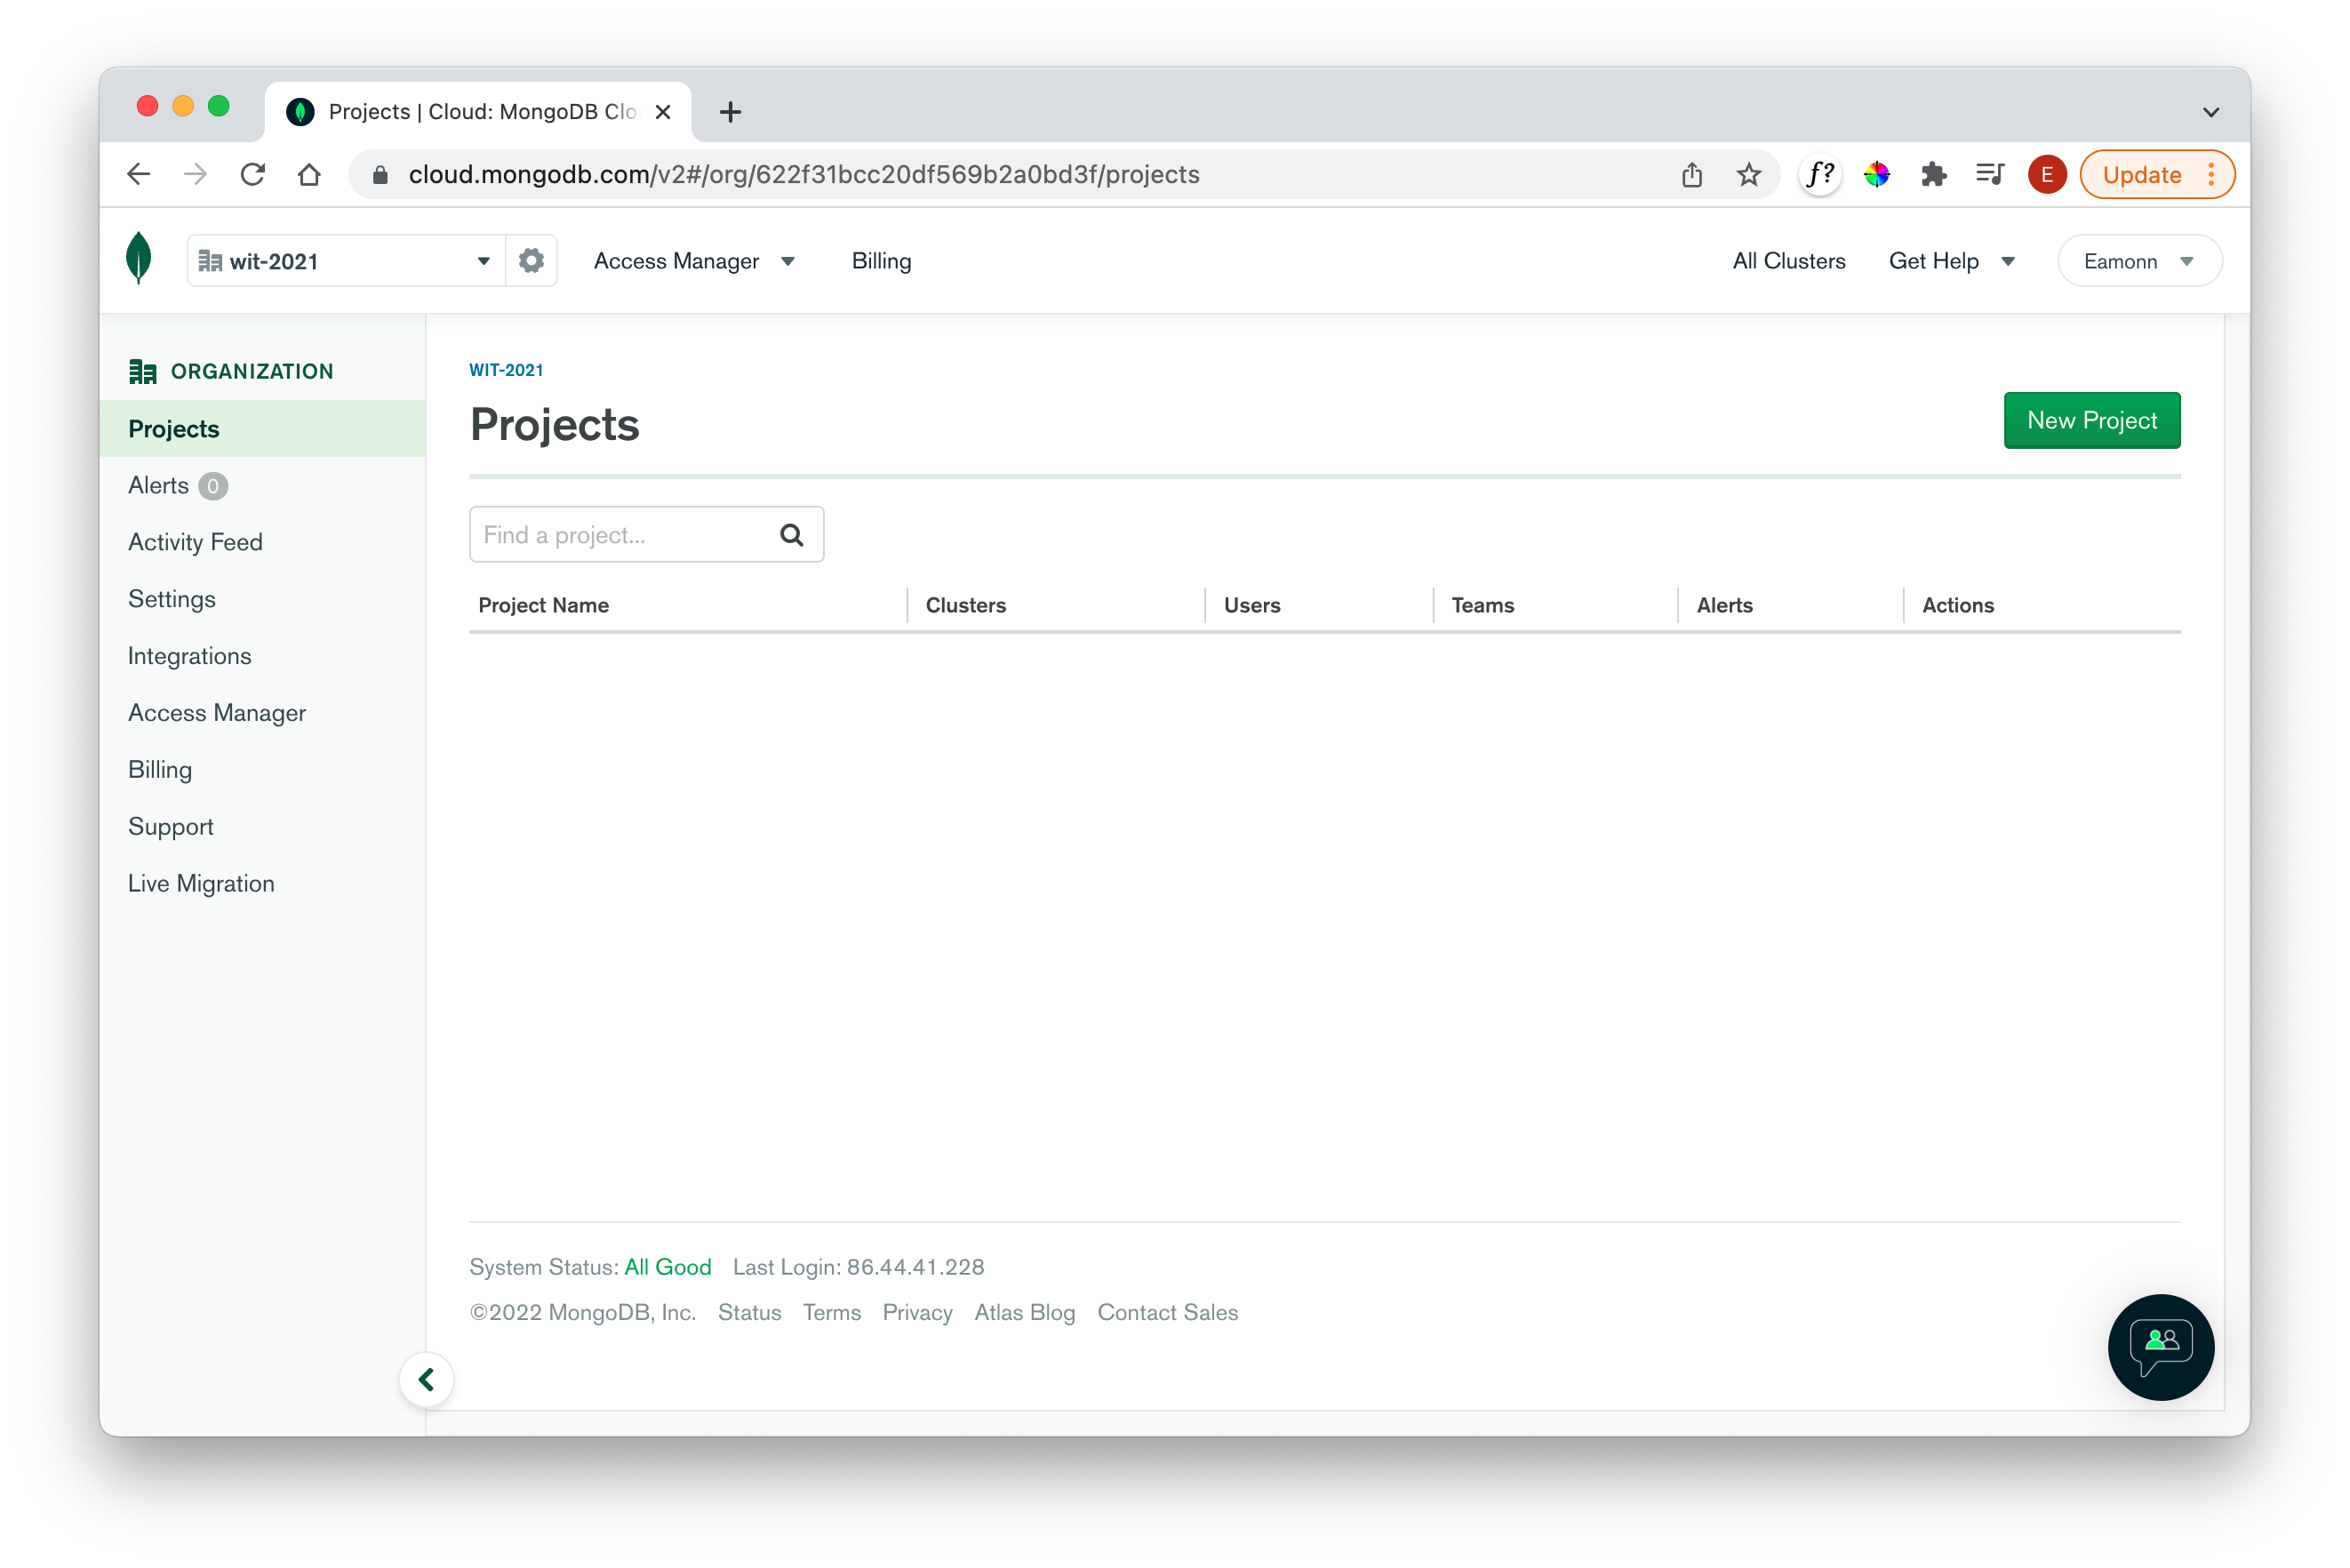 Projects | Cloud: MongoDB Clo
cloud.mongodb.com/v2#/org/622f31bcc20df569b2a0bd3f/projects
f?
E
Update
wit-2021
Access Manager
Billing
All Clusters
Get Help
Eamonn
ORGANIZATION
Projects
Alerts 0
Activity Feed
Settings
Integrations
Access Manager
Billing
Support
Live Migration
WIT-2021
Projects
New Project
Find a project...
Project Name Clusters Users Teams Alerts Actions
System Status: All Good Last Login: 86.44.41.228
©2022 MongoDB, Inc. Status Terms Privacy Atlas Blog Contact Sales